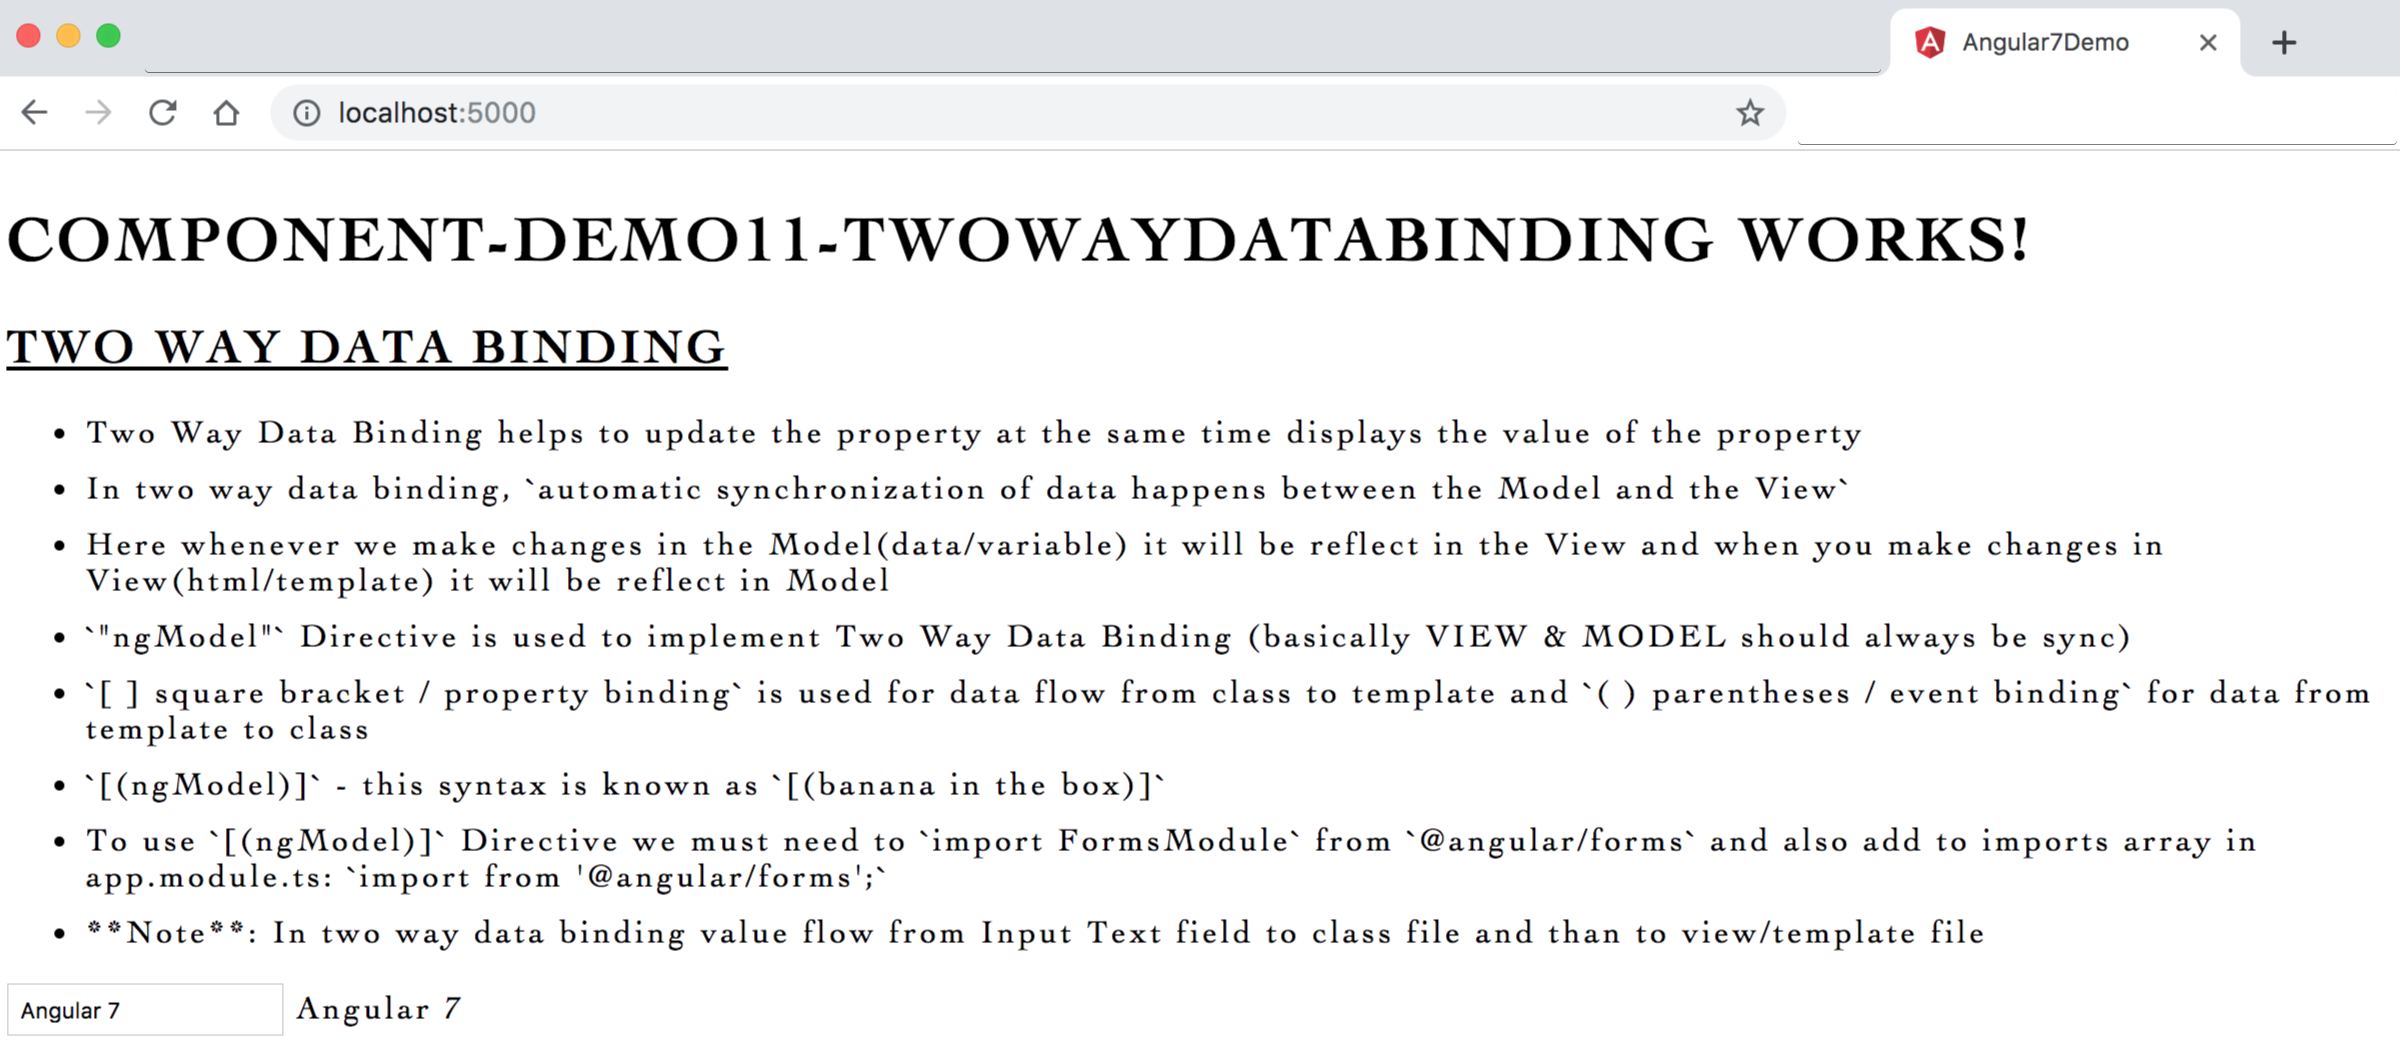 Angular7Demo
localhost:5000
COMPONENT-DEMO11-TWOWAYDATABINDING WORKS!
TWO WAY DATA BINDING
• Two Way Data Binding helps to update the property at the same time displays the value of the property
• In two way data binding, `automatic synchronization of data happens between the Model and the View`
• Here whenever we make changes in the Model(data/variable) it will be reflect in the View and when you make changes in
View(html/template) it will be reflect in Model
• `"ngModel"` Directive is used to implement Two Way Data Binding (basically VIEW & MODEL should always be sync)
• `[ ] square bracket / property binding` is used for data flow from class to template and `( ) parentheses / event binding` for data from
template to class
• `[(ngModel)]` - this syntax is known as `[(banana in the box)]`
• To use `[(ngModel)]` Directive we must need to `import FormsModule` from `@angular/forms` and also add to imports array in
app.module.ts: `import from '@angular/forms';`
• **Note**: In two way data binding value flow from Input Text field to class file and than to view/template file
Angular 7 Angular 7